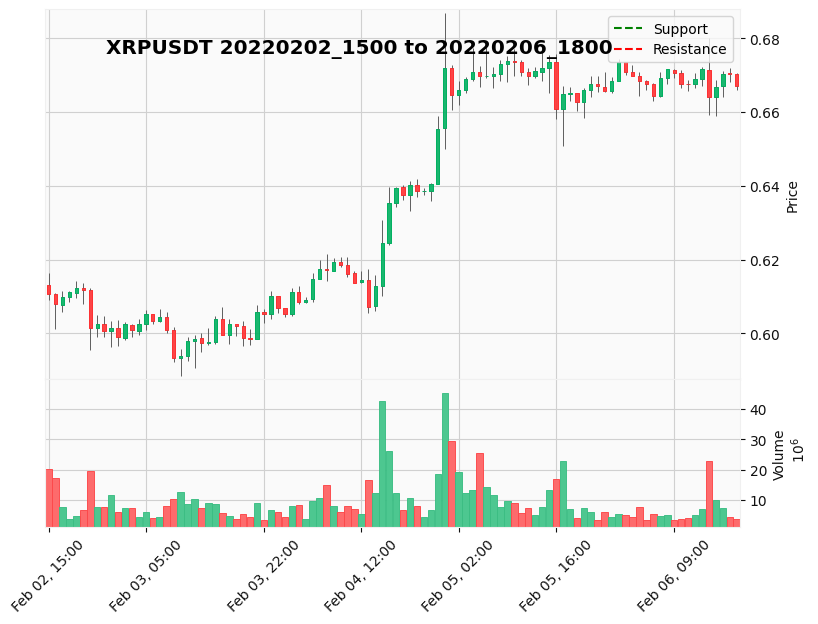 XRPUSDT 20220202_1500 to 20220206_1800
Support
Resistance
0.68
0.66
0.64
0.62
0.60
Price
40
30
20
10
Volume
10^6
Feb 02, 15:00
Feb 03, 05:00
Feb 03, 22:00
Feb 04, 12:00
Feb 05, 02:00
Feb 05, 16:00
Feb 06, 09:00